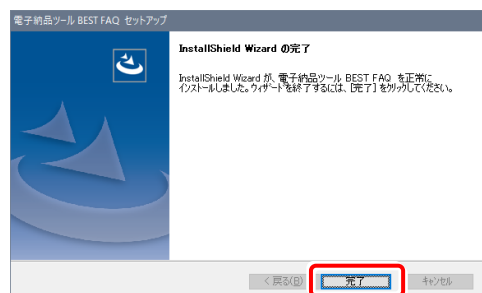 電子納品ツール BEST FAQ セットアップ
InstallShield Wizard の完了
InstallShield Wizard が、電子納品ツール BEST FAQ を正常に
インストールしました。ウィザードを終了するには、[完了] をクリックしてください。
< 戻る(B)
完了
キャンセル